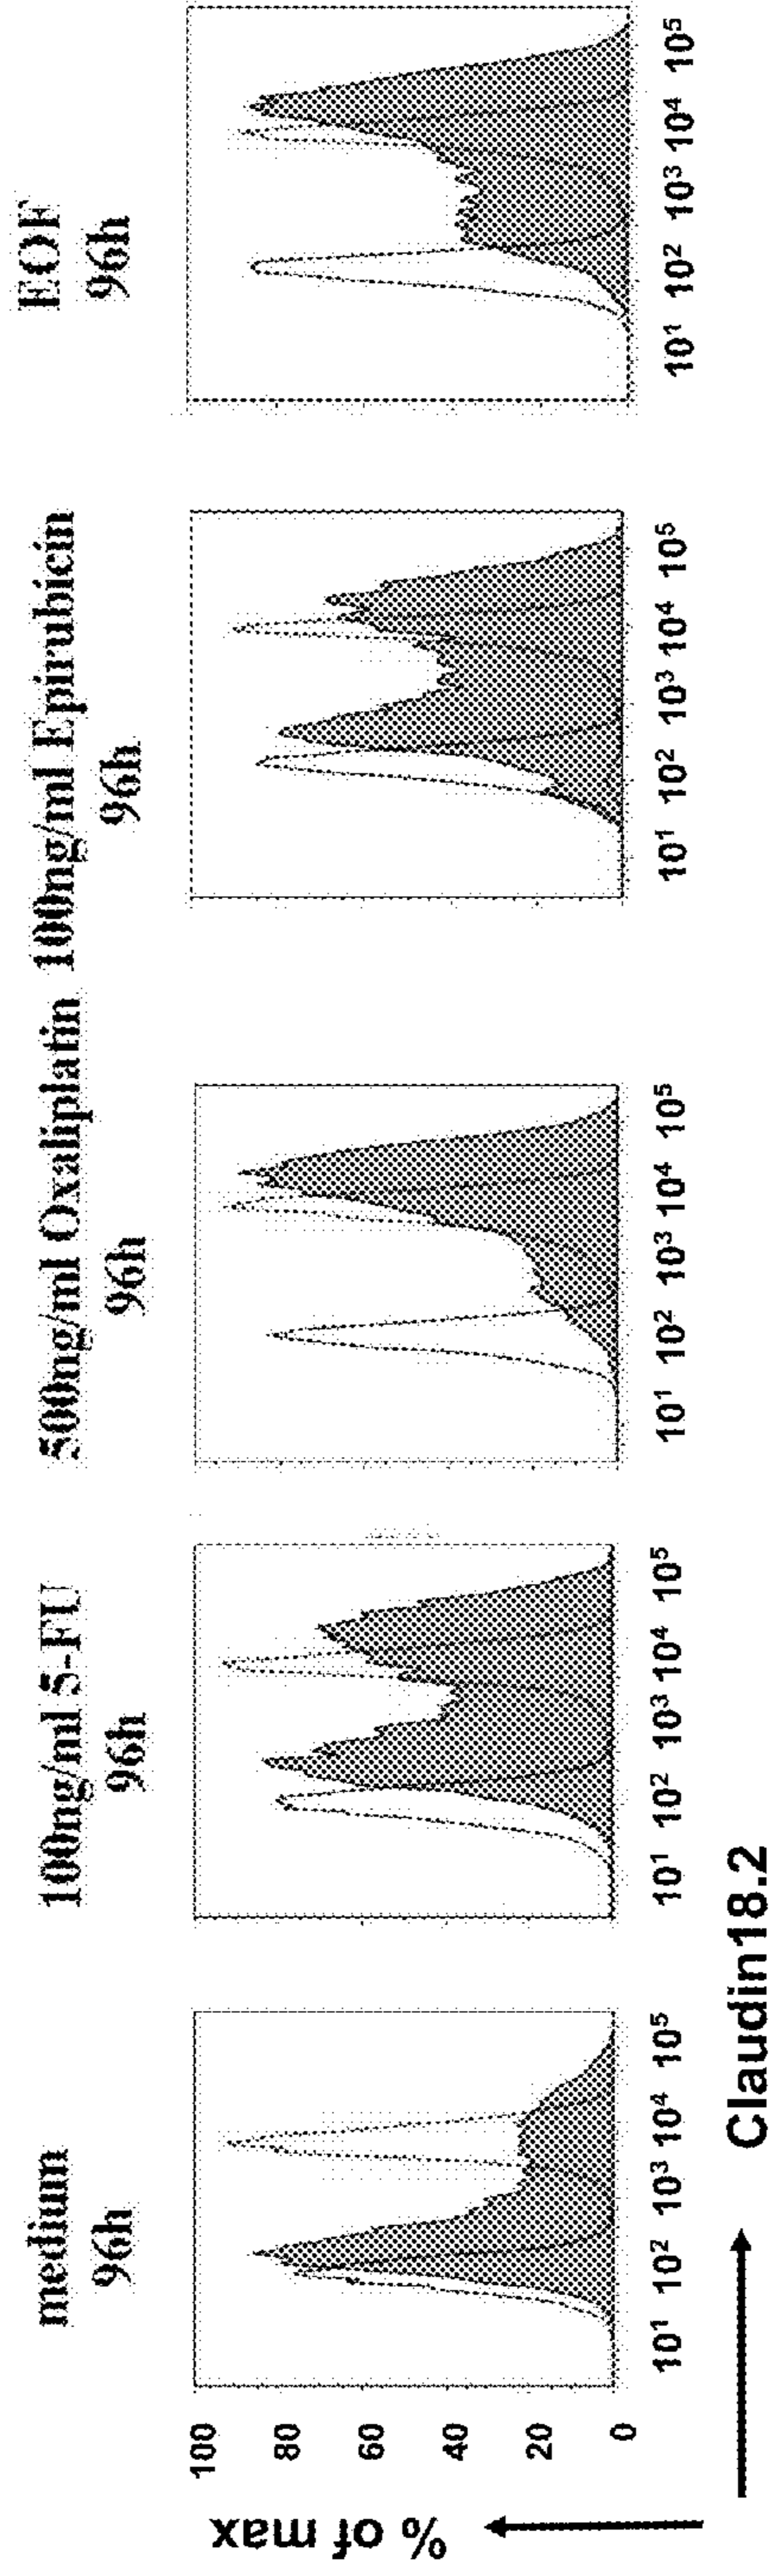 medium
96h
100ng/ml 5-FU
96h
500ng/ml Oxaliplatin
96h
100ng/ml Epirubicin
96h
EOF
96h
% of max
100
80
60
40
20
0
10¹ 10² 10³ 10⁴ 10⁵
10¹ 10² 10³ 10⁴ 10⁵
10¹ 10² 10³ 10⁴ 10⁵
10¹ 10² 10³ 10⁴ 10⁵
10¹ 10² 10³ 10⁴ 10⁵
Claudin18.2